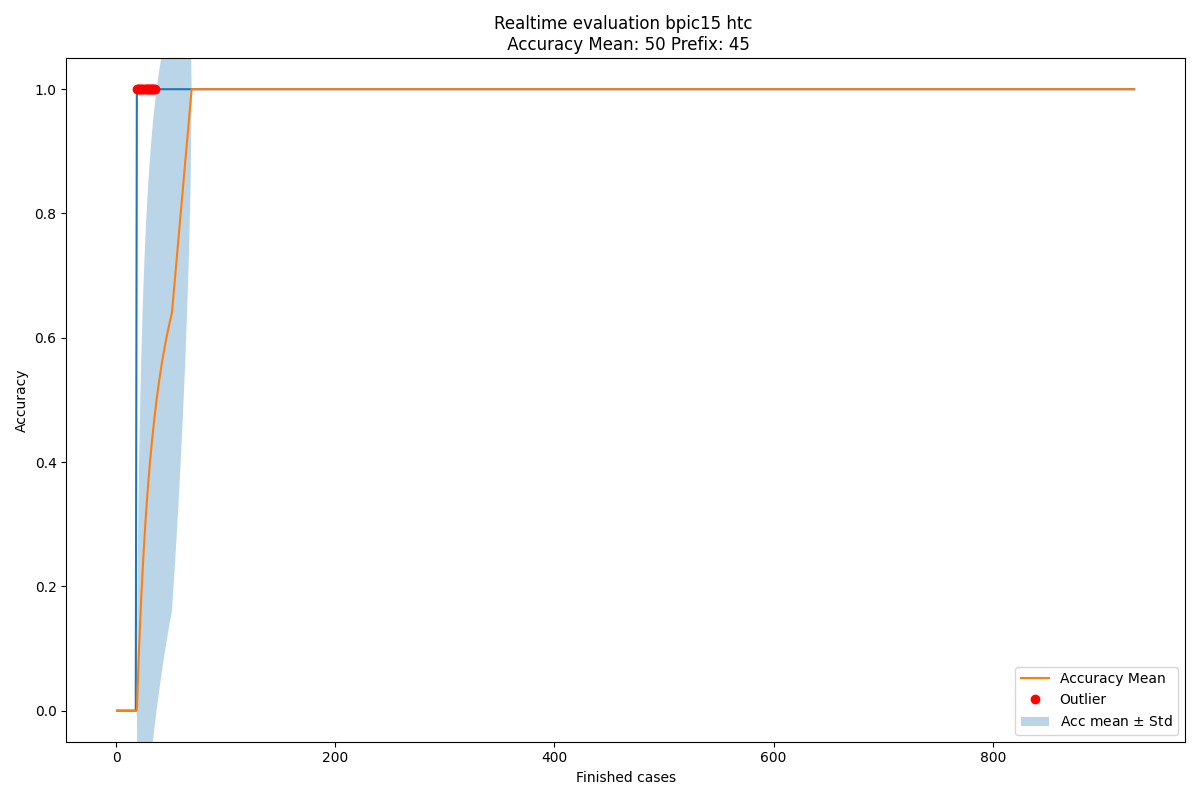 Realtime evaluation bpic15 htc
Accuracy Mean: 50 Prefix: 45
1.0
0.8
0.6
0.4
0.2
0.0
Accuracy
0 200 400 600 800
Finished cases
Accuracy Mean
Outlier
Acc mean ± Std